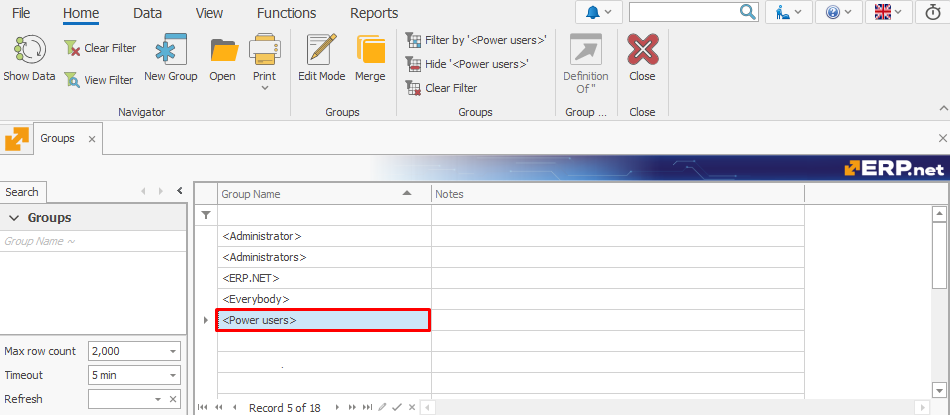 File Home Data View Functions Reports
Show Data
Clear Filter
View Filter
New Group
Open
Print
Navigator
Edit Mode
Merge
Groups
Filter by '<Power users>'
Hide '<Power users>'
Clear Filter
Groups
Definition
Of ''
Group ...
Close
Close
Groups
ERP.net
Search
Groups
Group Name ~
Max row count 2,000
Timeout 5 min
Refresh
Group Name Notes
<Administrator>
<Administrators>
<ERP.NET>
<Everybody>
<Power users>
.
Record 5 of 18